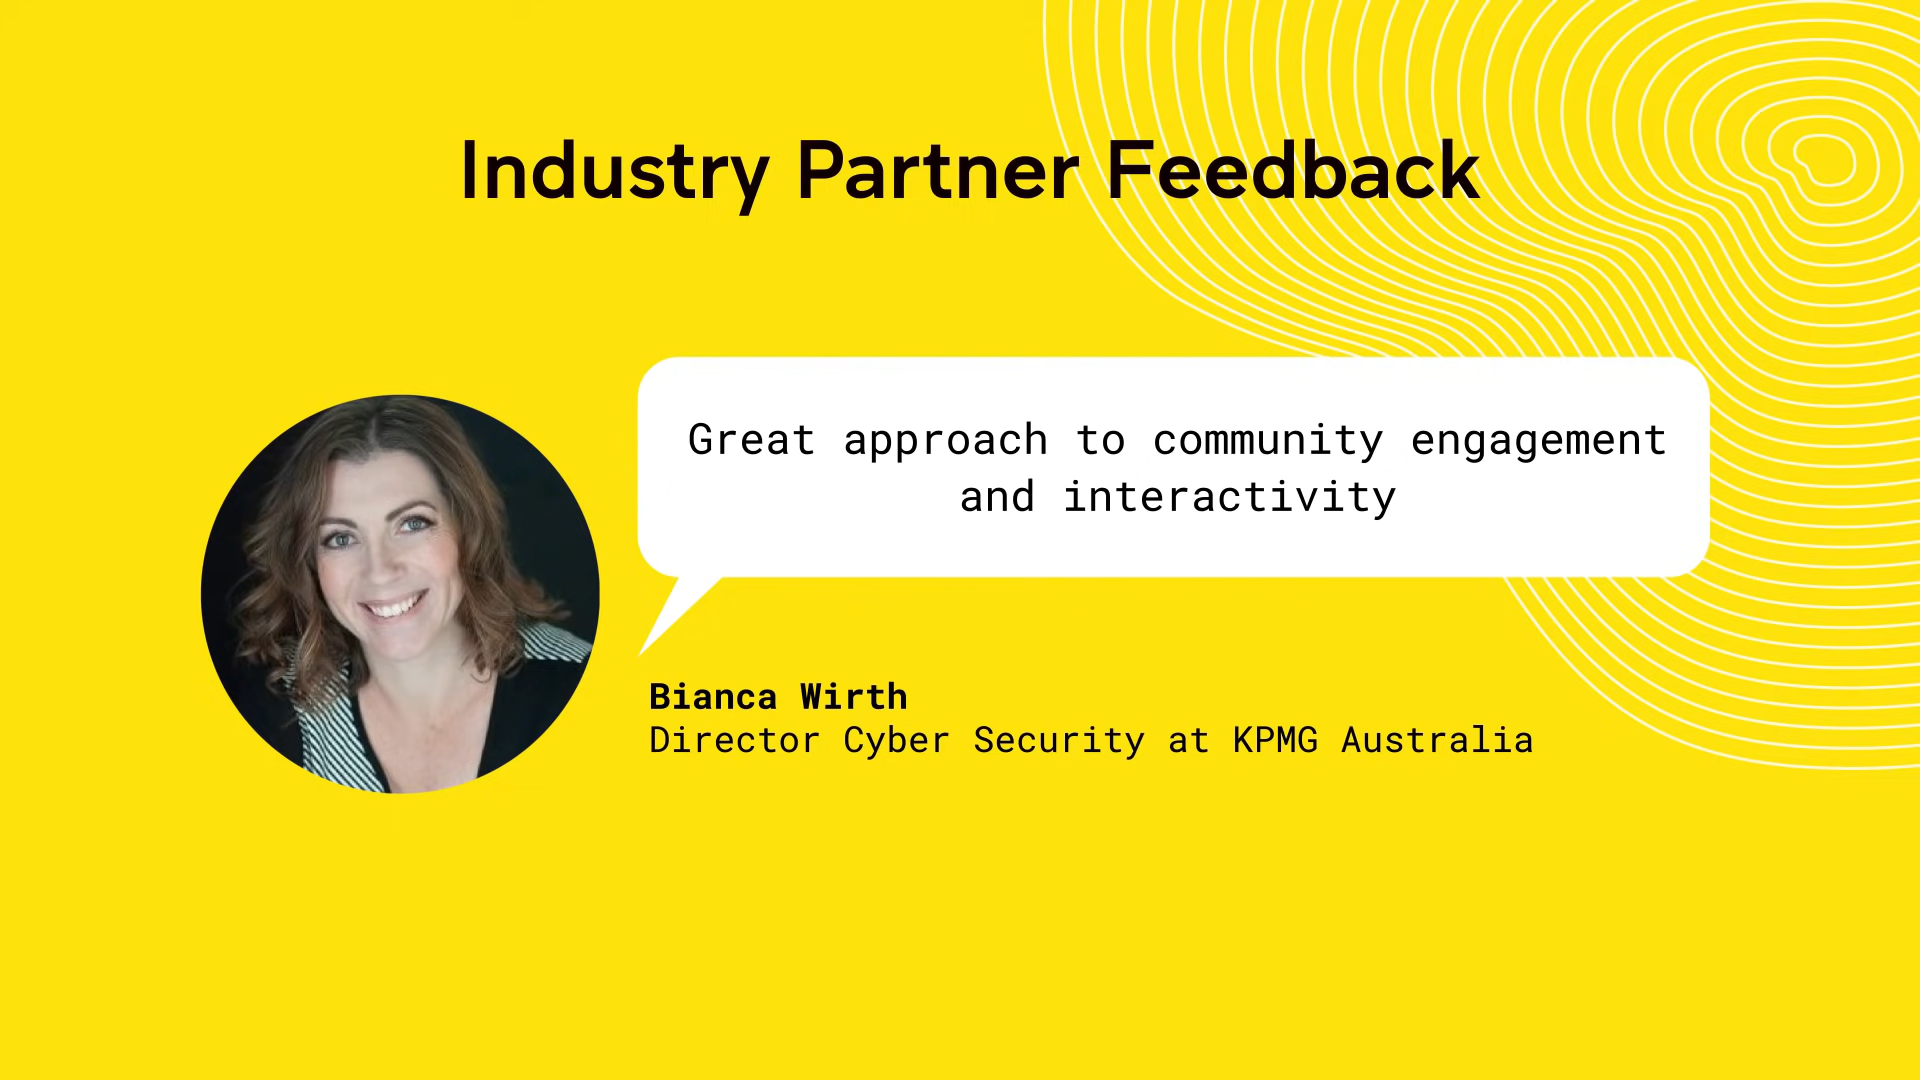 Industry Partner Feedback
Great approach to community engagement
and interactivity
Bianca Wirth
Director Cyber Security at KPMG Australia